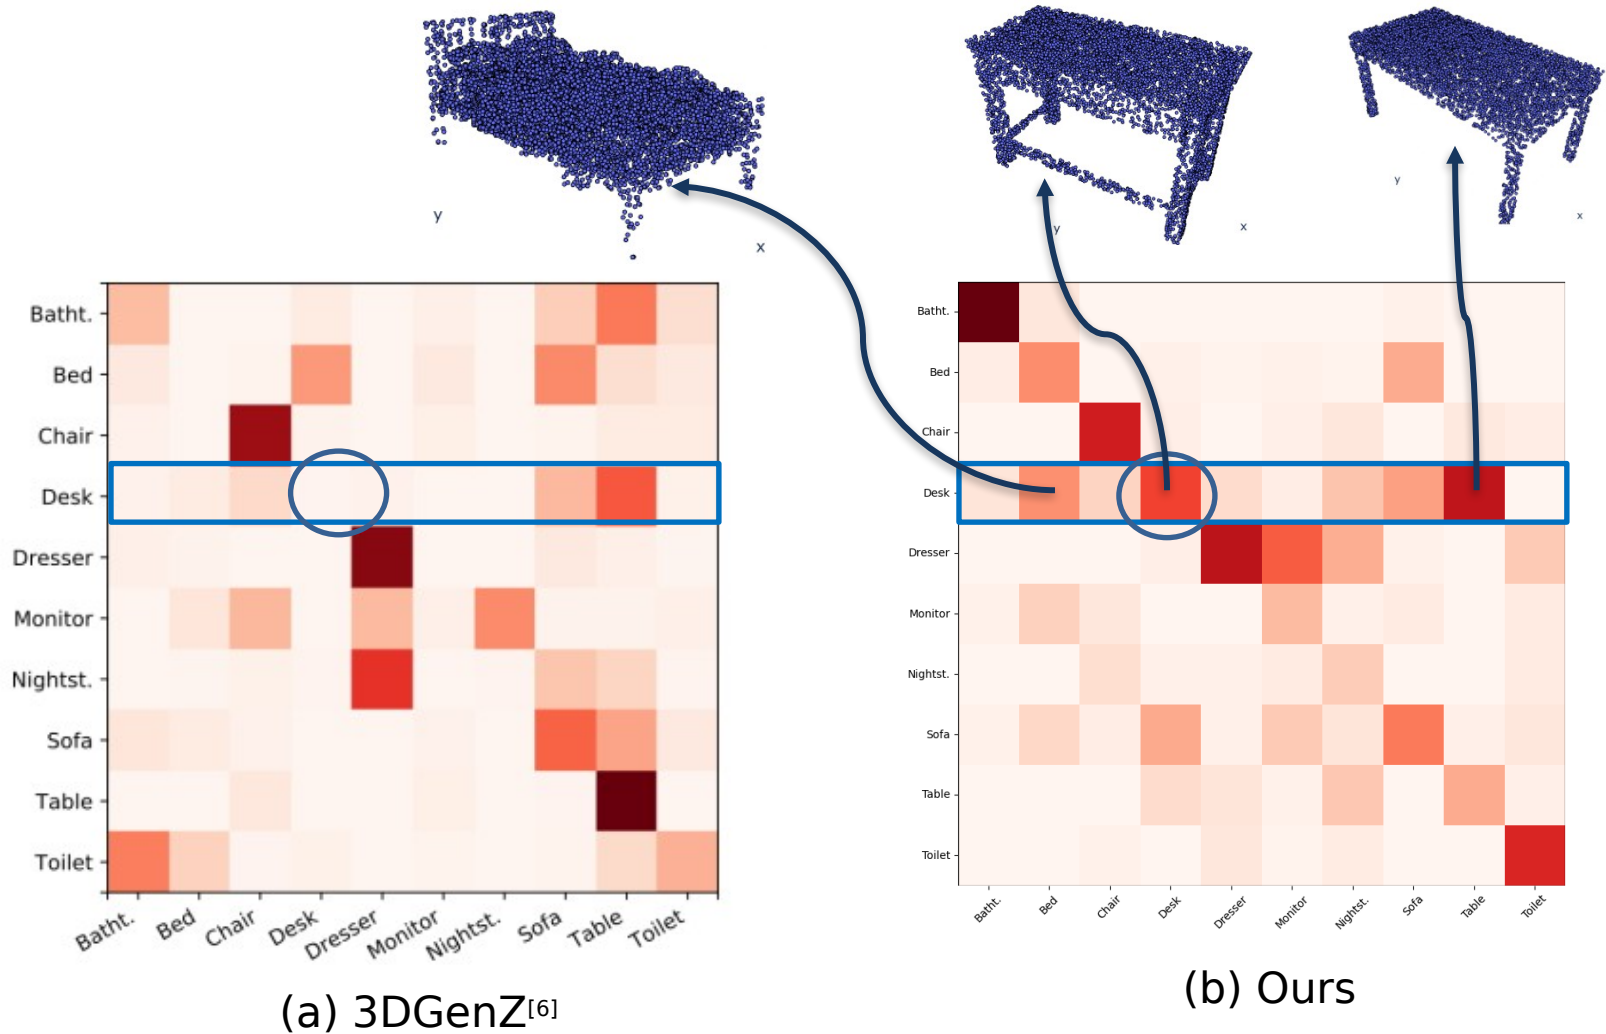 y
x
y
x
y
x
Batht.
Bed
Chair
Desk
Dresser
Monitor
Nightst.
Sofa
Table
Toilet
Batht.
Bed
Chair
Desk
Dresser
Monitor
Nightst.
Sofa
Table
Toilet
(a) 3DGenZ[6]
Batht.
Bed
Chair
Desk
Dresser
Monitor
Nightst.
Sofa
Table
Toilet
Batht.
Bed
Chair
Desk
Dresser
Monitor
Nightst.
Sofa
Table
Toilet
(b) Ours